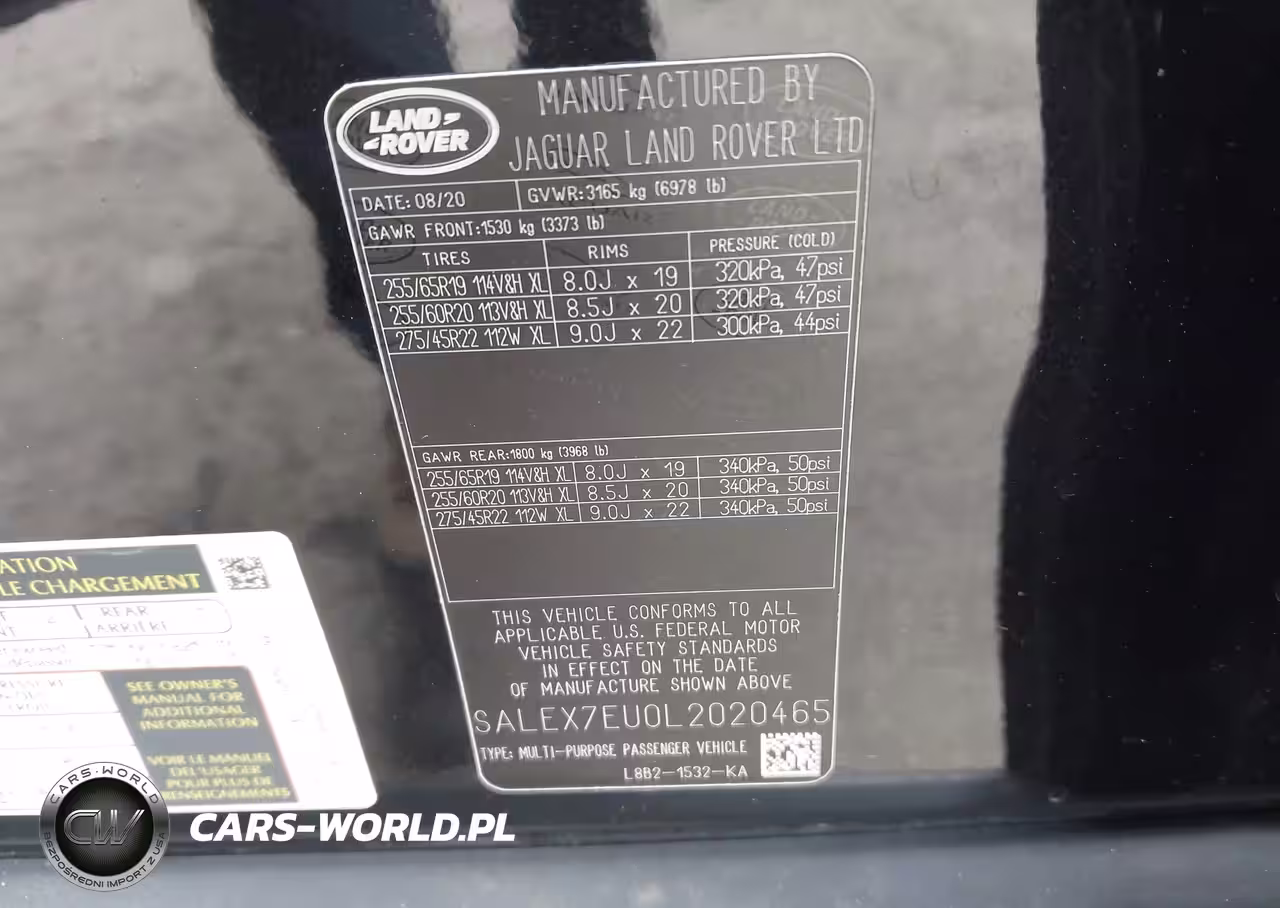 LAND ROVER
MANUFACTURED BY
JAGUAR LAND ROVER LTD
DATE: 08/20 GVWR:3165 kg (6978 lb)
GAWR FRONT:1530 kg (3373 lb)
TIRES RIMS PRESSURE (COLD)
255/65R19 114V&H XL 8.0J x 19 320kPa, 47psi
255/60R20 113V&H XL 8.5J x 20 320kPa, 47psi
275/45R22 112W XL 9.0J x 22 300kPa, 44psi
GAWR REAR:1800 kg (3968 lb)
255/65R19 114V&H XL 8.0J x 19 340kPa, 50psi
255/60R20 113V&H XL 8.5J x 20 340kPa, 50psi
275/45R22 112W XL 9.0J x 22 340kPa, 50psi
THIS VEHICLE CONFORMS TO ALL
APPLICABLE U.S. FEDERAL MOTOR
VEHICLE SAFETY STANDARDS
IN EFFECT ON THE DATE
OF MANUFACTURE SHOWN ABOVE
SALEX7EU0L2020465
TYPE: MULTI-PURPOSE PASSENGER VEHICLE
L8B2-1532-KA
ATION
LE CHARGEMENT
REAR
ARRIÈRE
SEE OWNER'S
MANUAL FOR
ADDITIONAL
INFORMATION
VOIR LE MANUEL
DE L'USAGER
POUR PLUS DE
RENSEIGNEMENTS
CARS-WORLD
CW
BEZPOŚREDNI IMPORT Z USA
CARS-WORLD.PL